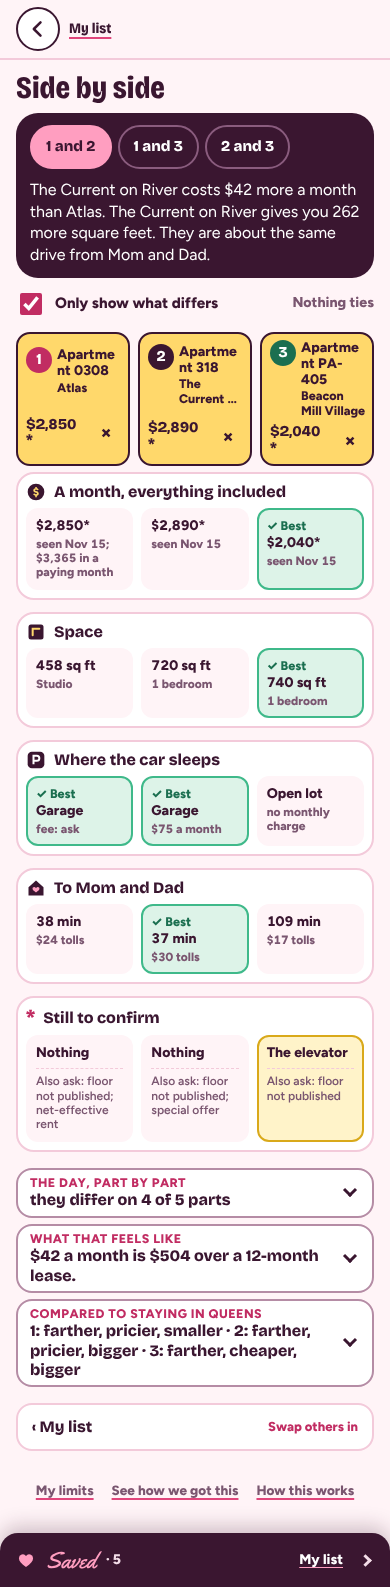 My list
Side by side
1 and 2
1 and 3
2 and 3
The Current on River costs $42 more a month
than Atlas. The Current on River gives you 262
more square feet. They are about the same
drive from Mom and Dad.
Only show what differs
Nothing ties
1
Apartme
nt 0308
Atlas
$2,850
*
×
2
Apartme
nt 318
The
Current ...
$2,890
*
×
3
Apartme
nt PA-
405
Beacon
Mill Village
$2,040
*
×
$ A month, everything included
$2,850*
seen Nov 15;
$3,365 in a
paying month
$2,890*
seen Nov 15
✓ Best
$2,040*
seen Nov 15
Space
458 sq ft
Studio
720 sq ft
1 bedroom
✓ Best
740 sq ft
1 bedroom
P Where the car sleeps
✓ Best
Garage
fee: ask
✓ Best
Garage
$75 a month
Open lot
no monthly
charge
To Mom and Dad
38 min
$24 tolls
✓ Best
37 min
$30 tolls
109 min
$17 tolls
* Still to confirm
Nothing
Also ask: floor
not published;
net-effective
rent
Nothing
Also ask: floor
not published;
special offer
The elevator
Also ask: floor
not published
THE DAY, PART BY PART
they differ on 4 of 5 parts
WHAT THAT FEELS LIKE
$42 a month is $504 over a 12-month
lease.
COMPARED TO STAYING IN QUEENS
1: farther, pricier, smaller · 2: farther,
pricier, bigger · 3: farther, cheaper,
bigger
‹ My list
Swap others in
My limits
See how we got this
How this works
Saved · 5
My list